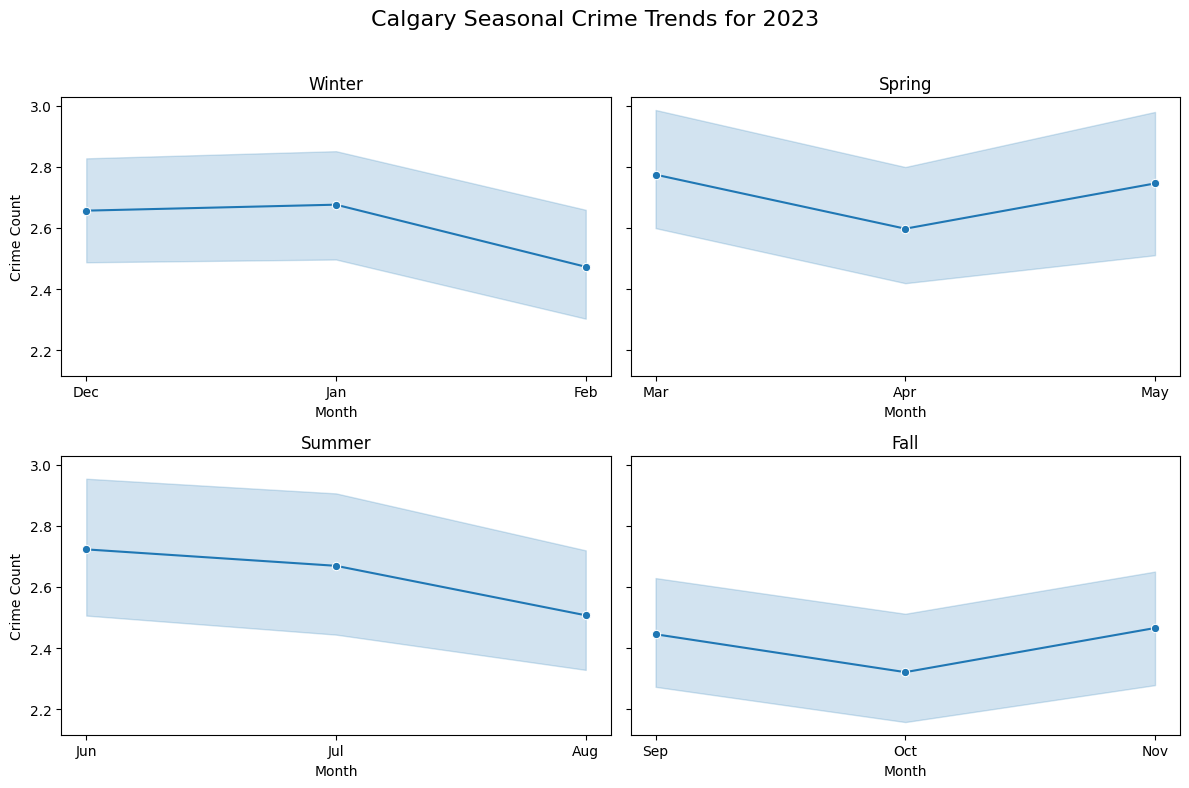 Calgary Seasonal Crime Trends for 2023
Winter
3.0
2.8
2.6
2.4
2.2
Crime Count
Dec Jan Feb
Month
Spring
Mar Apr May
Month
Summer
3.0
2.8
2.6
2.4
2.2
Crime Count
Jun Jul Aug
Month
Fall
Sep Oct Nov
Month